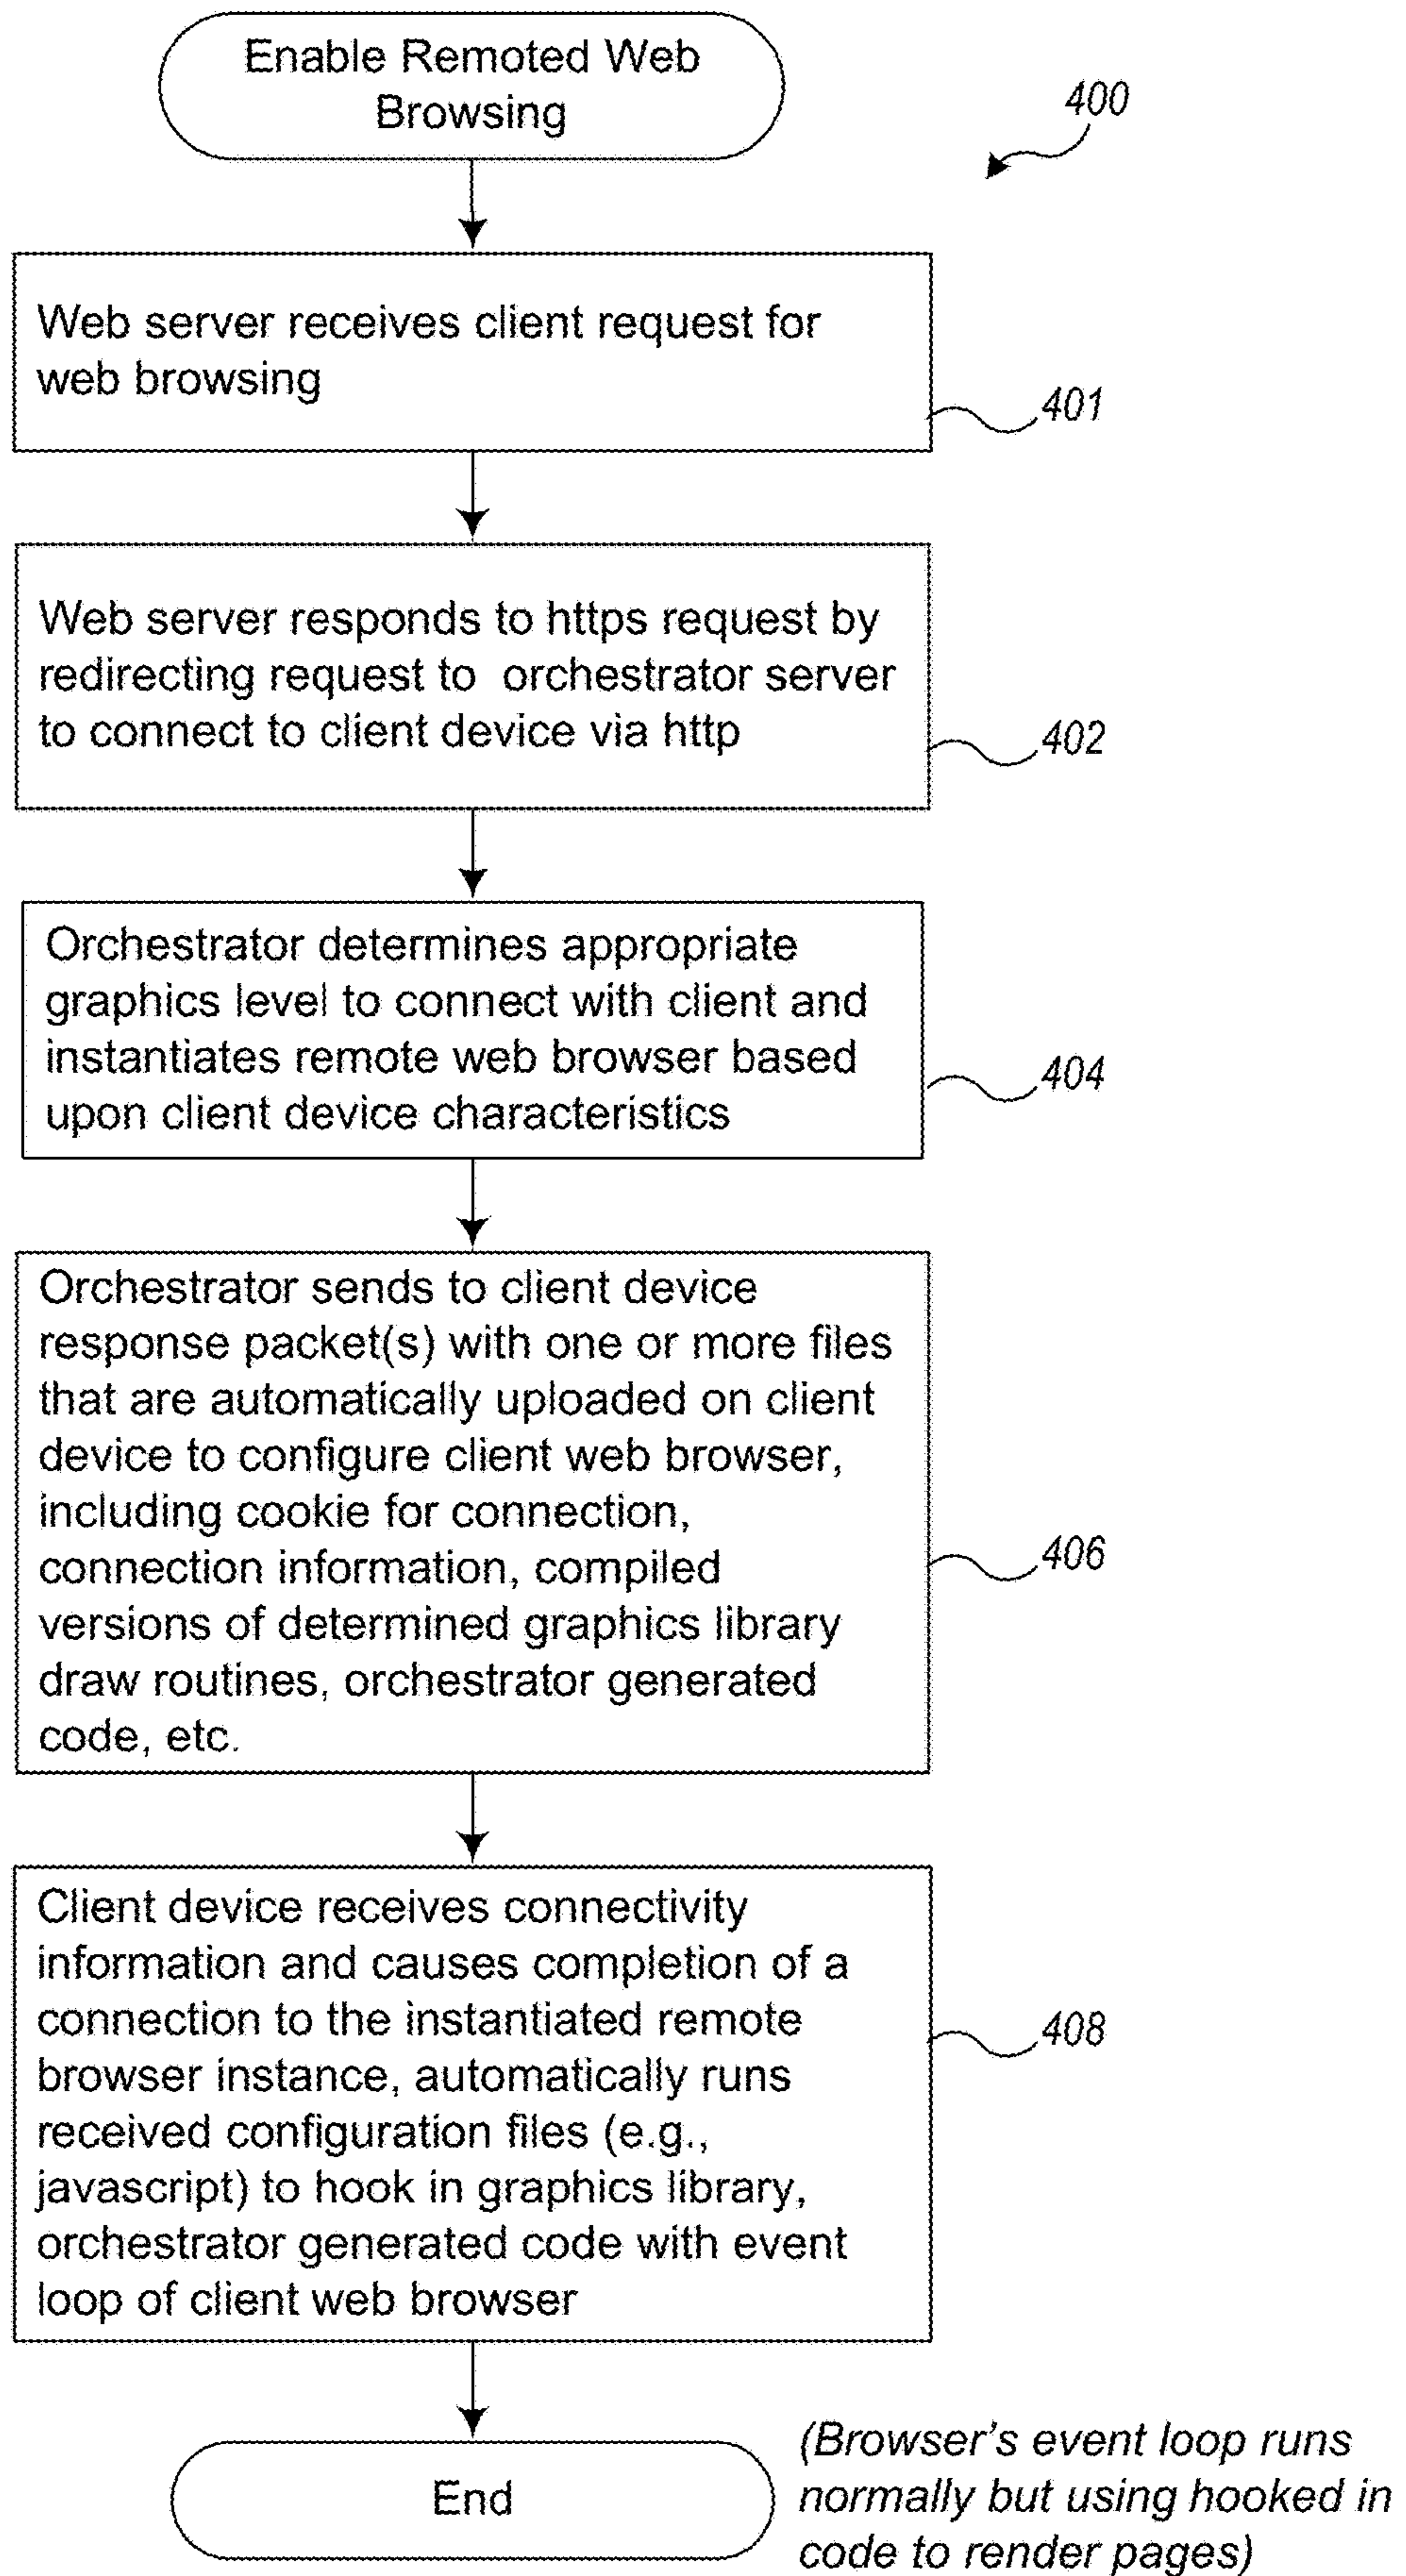 Enable Remoted Web
Browsing
400
Web server receives client request for
web browsing
401
Web server responds to https request by
redirecting request to orchestrator server
to connect to client device via http
402
Orchestrator determines appropriate
graphics level to connect with client and
instantiates remote web browser based
upon client device characteristics
404
Orchestrator sends to client device
response packet(s) with one or more files
that are automatically uploaded on client
device to configure client web browser,
including cookie for connection,
connection information, compiled
versions of determined graphics library
draw routines, orchestrator generated
code, etc.
406
Client device receives connectivity
information and causes completion of a
connection to the instantiated remote
browser instance, automatically runs
received configuration files (e.g.,
javascript) to hook in graphics library,
orchestrator generated code with event
loop of client web browser
408
End
(Browser's event loop runs
normally but using hooked in
code to render pages)